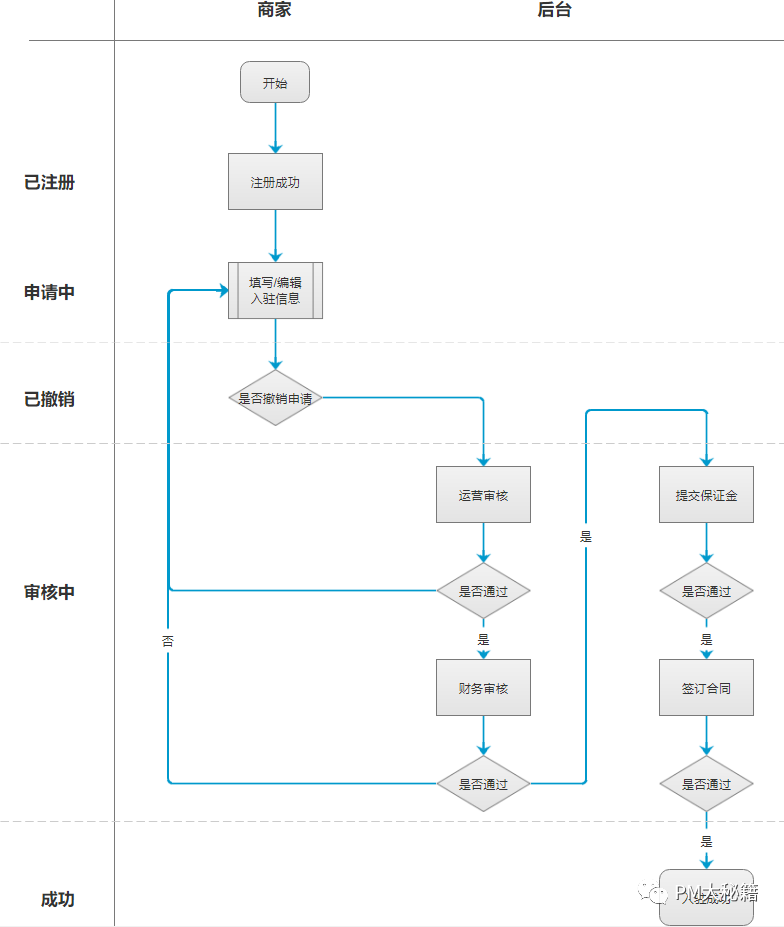 商家
后台
开始
已注册
注册成功
申请中
填写/编辑
入驻信息
已撤销
是否撤销申请
运营审核
提交保证金
是
审核中
是否通过
是否通过
否
是
是
财务审核
签订合同
是否通过
是否通过
是
成功
PM大秘籍